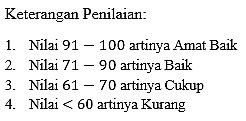 Keterangan Penilaian:
1. Nilai 91 – 100 artinya Amat Baik
2. Nilai 71 – 90 artinya Baik
3. Nilai 61 – 70 artinya Cukup
4. Nilai < 60 artinya Kurang